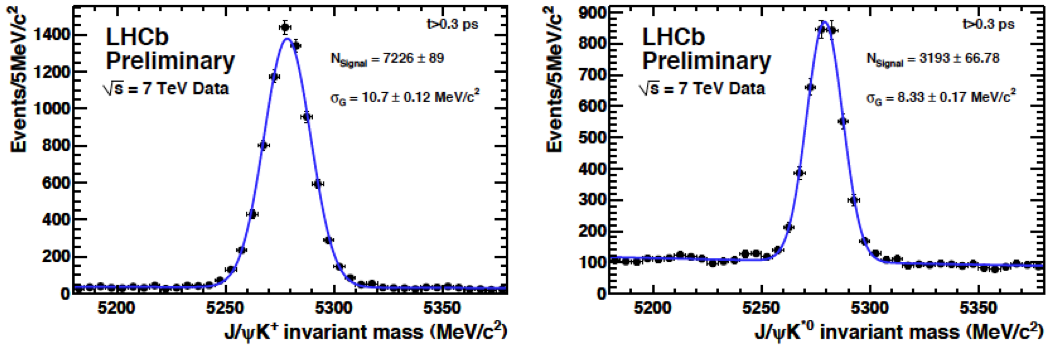 Events/5MeV/c²
1400
1200
1000
800
600
400
200
0
LHCb
Preliminary
√s = 7 TeV Data
t>0.3 ps
N_Signal = 7226 ± 89
σ_G = 10.7 ± 0.12 MeV/c²
5200
5250
5300
5350
J/ψK⁺ invariant mass (MeV/c²)
Events/5MeV/c²
900
800
700
600
500
400
300
200
100
0
LHCb
Preliminary
√s = 7 TeV Data
t>0.3 ps
N_Signal = 3193 ± 66.78
σ_G = 8.33 ± 0.17 MeV/c²
5200
5250
5300
5350
J/ψK*⁰ invariant mass (MeV/c²)